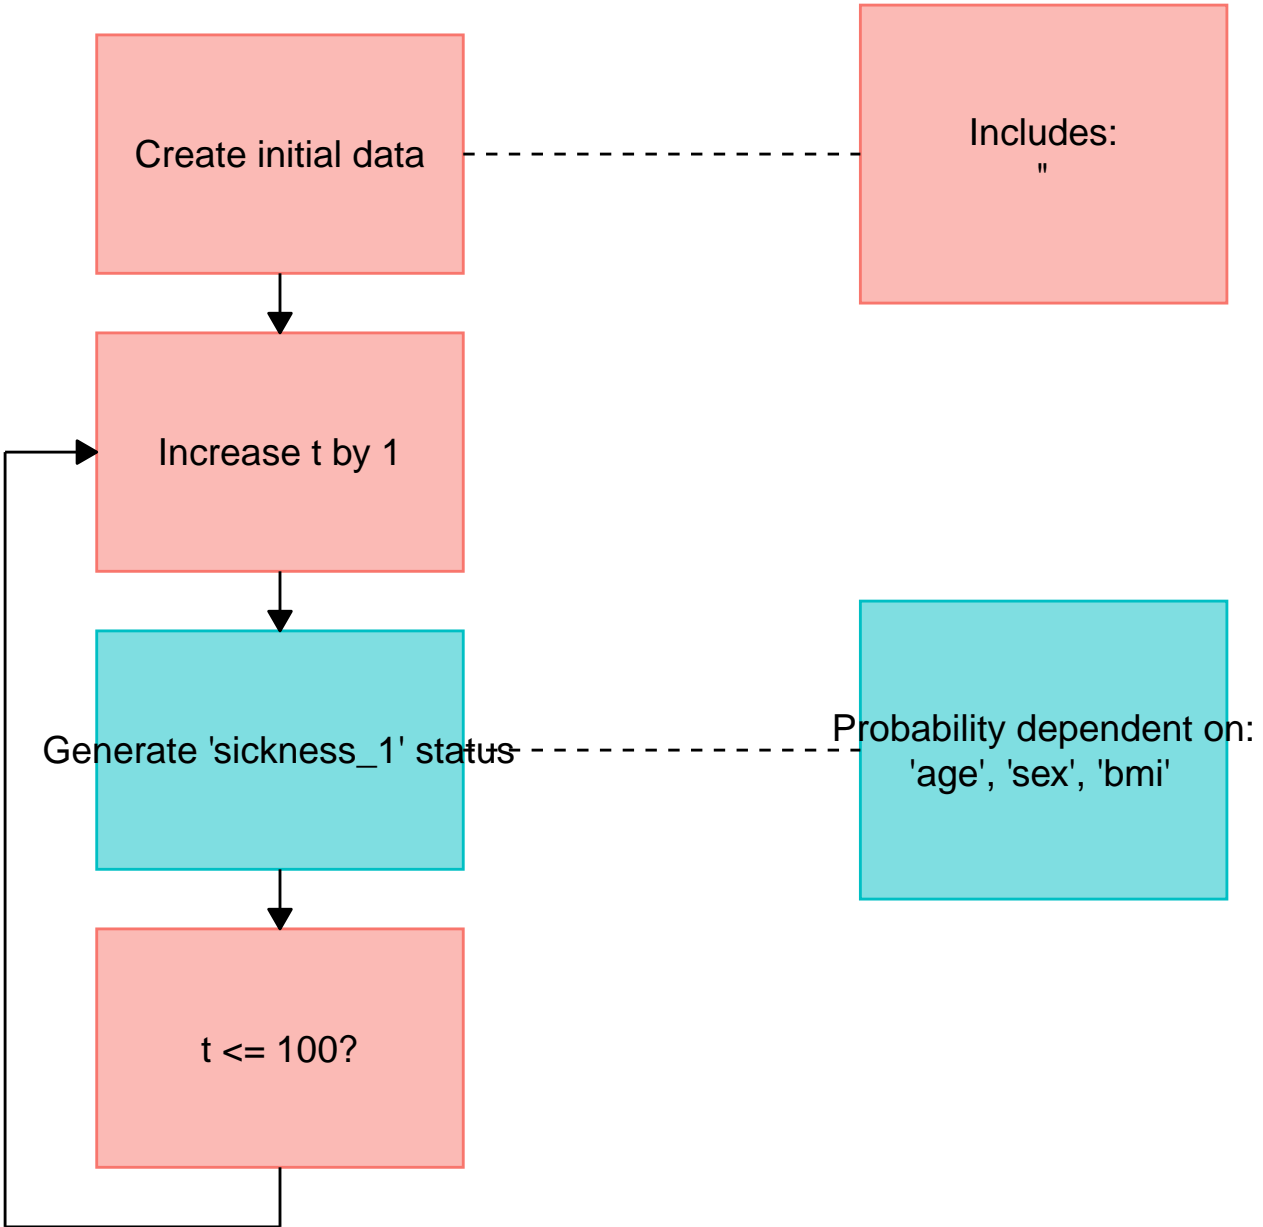 Create initial data
Includes:
''
Increase t by 1
Generate 'sickness_1' status
Probability dependent on:
'age', 'sex', 'bmi'
t <= 100?